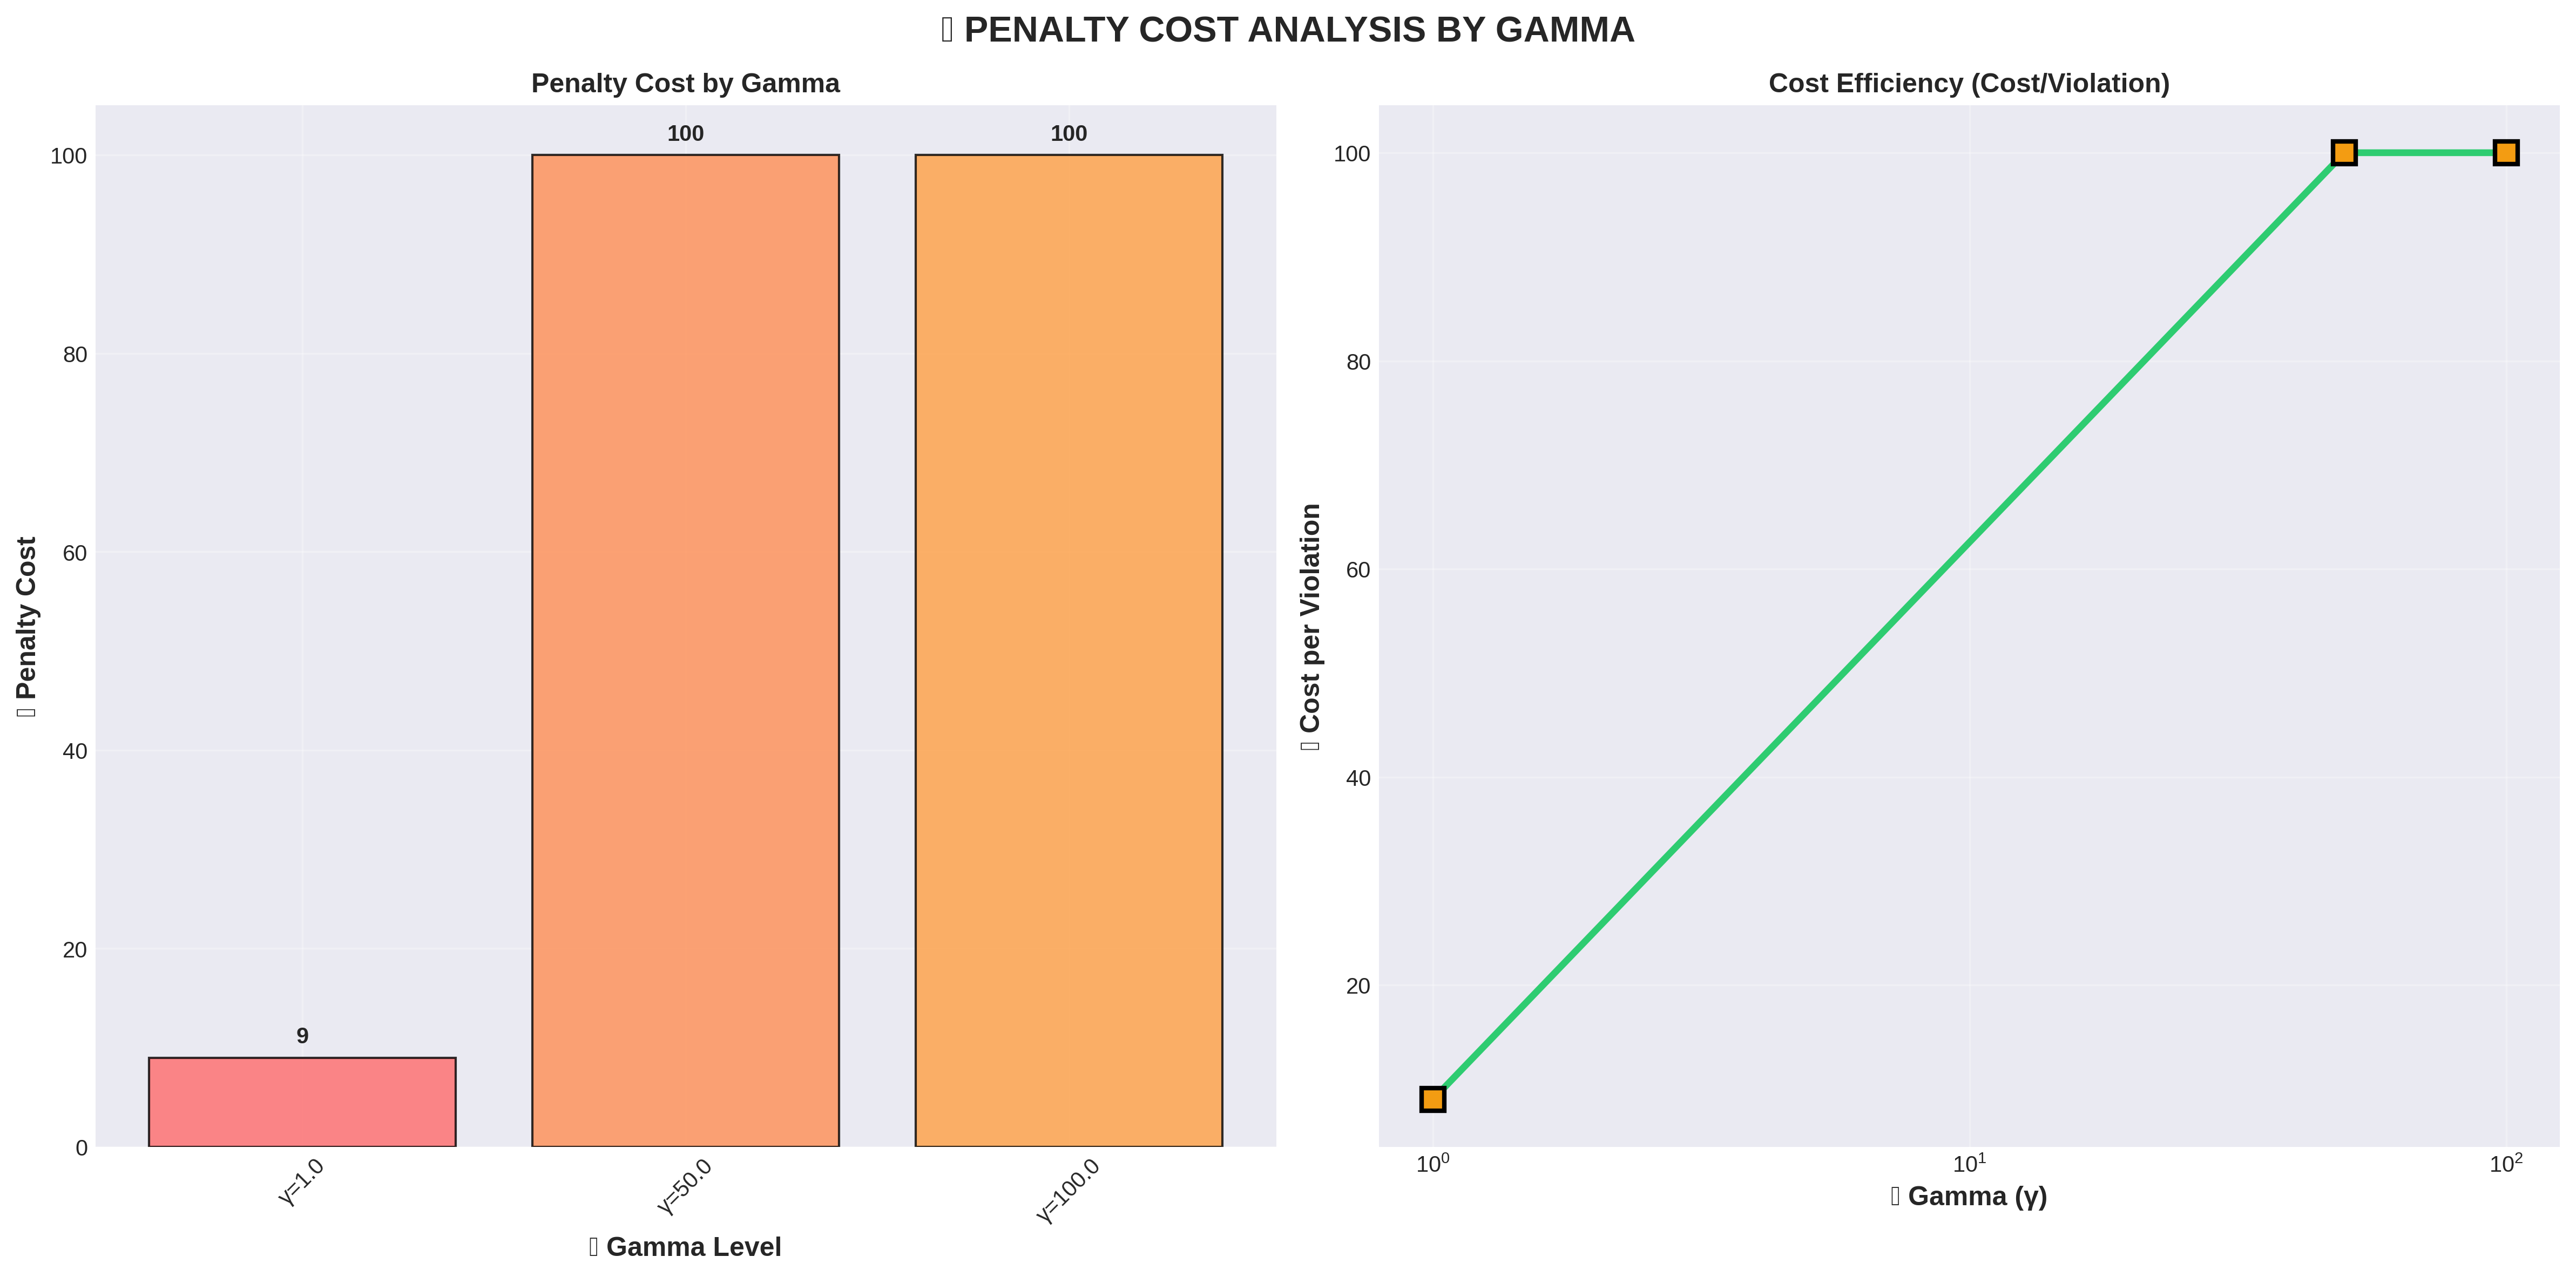 ▯ PENALTY COST ANALYSIS BY GAMMA
Penalty Cost by Gamma
▯ Penalty Cost
100
80
60
40
20
0
9
100
100
γ=1.0
γ=50.0
γ=100.0
▯ Gamma Level
Cost Efficiency (Cost/Violation)
▯ Cost per Violation
100
80
60
40
20
10⁰
10¹
10²
▯ Gamma (γ)